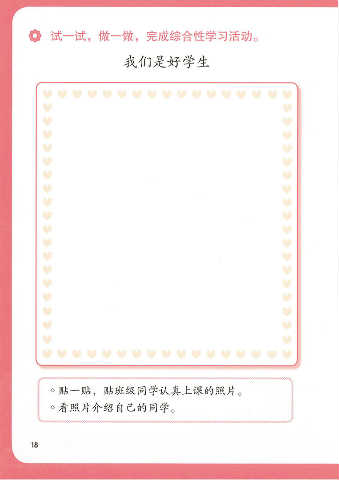 试一试，做一做，完成综合性学习活动。
我们是好学生
◦ 贴一贴，贴班级同学认真上课的照片。
◦ 看照片介绍自己的同学。
18